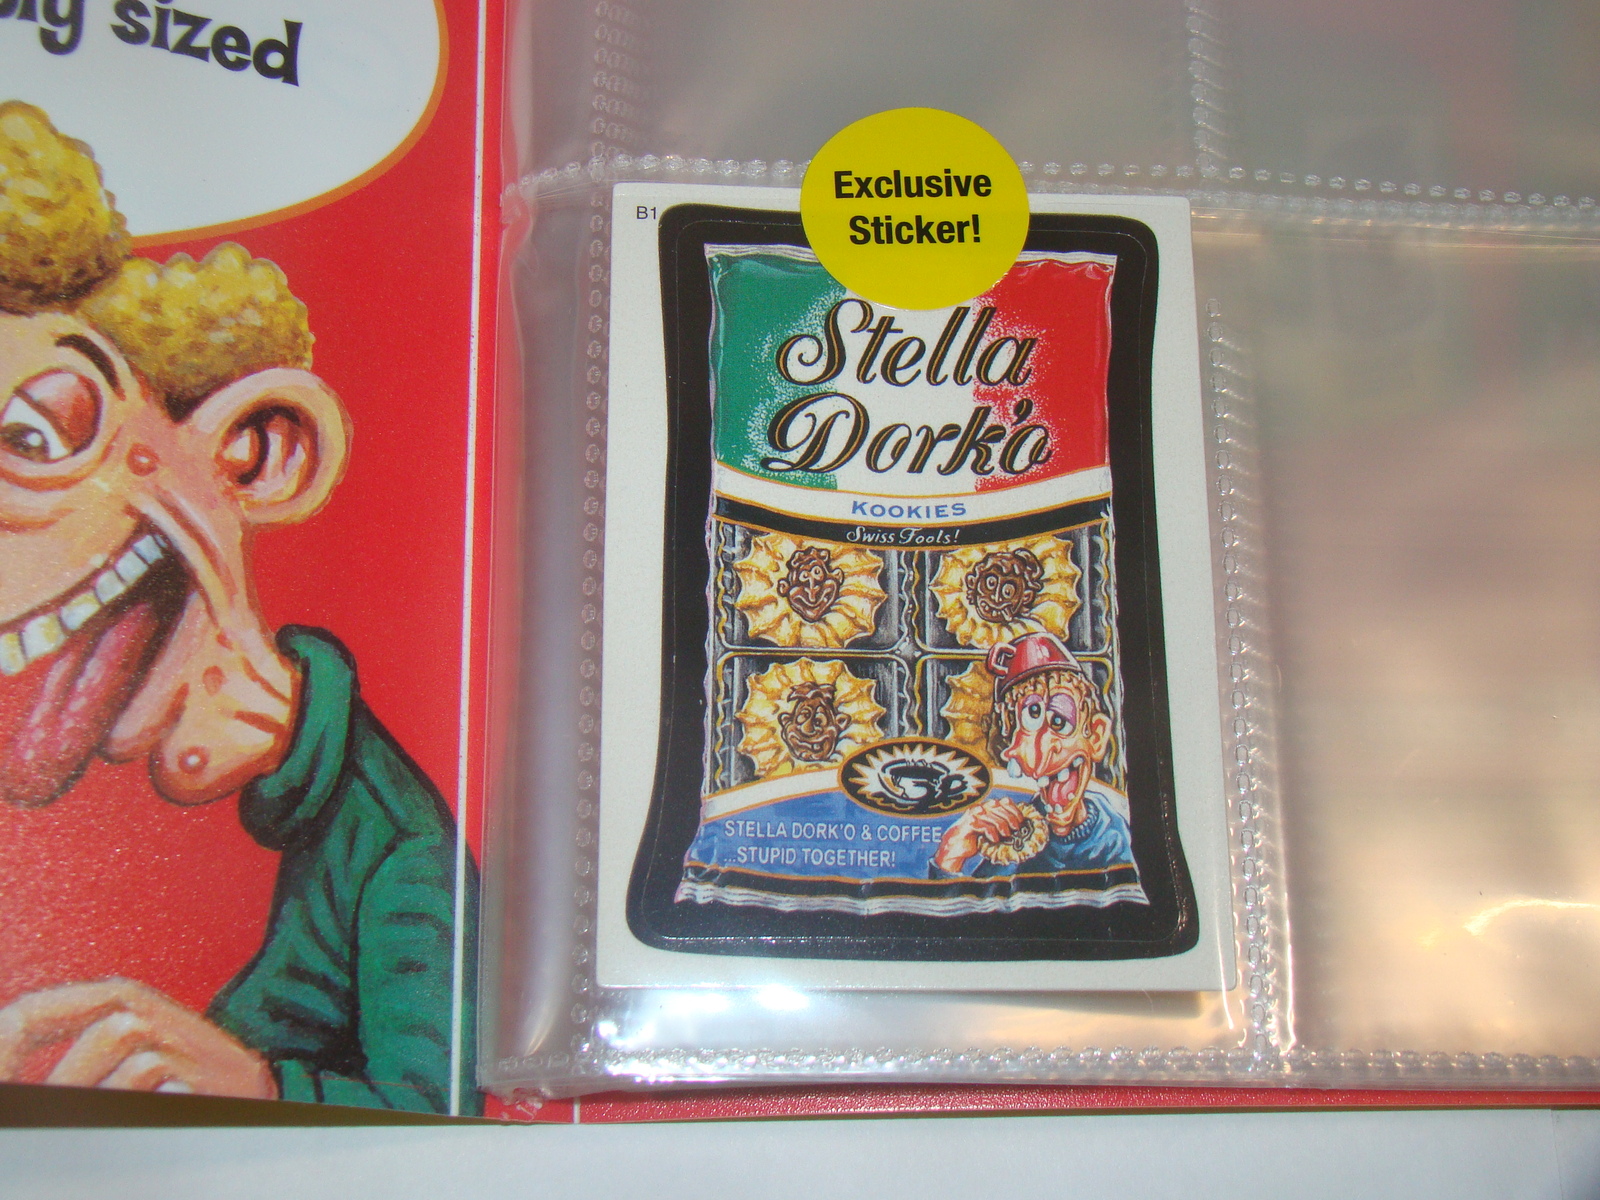 sized
Exclusive
Sticker!
B1
Stella
Dork'o
KOOKIES
Swiss Fools!
STELLA DORK'O & COFFEE
...STUPID TOGETHER!